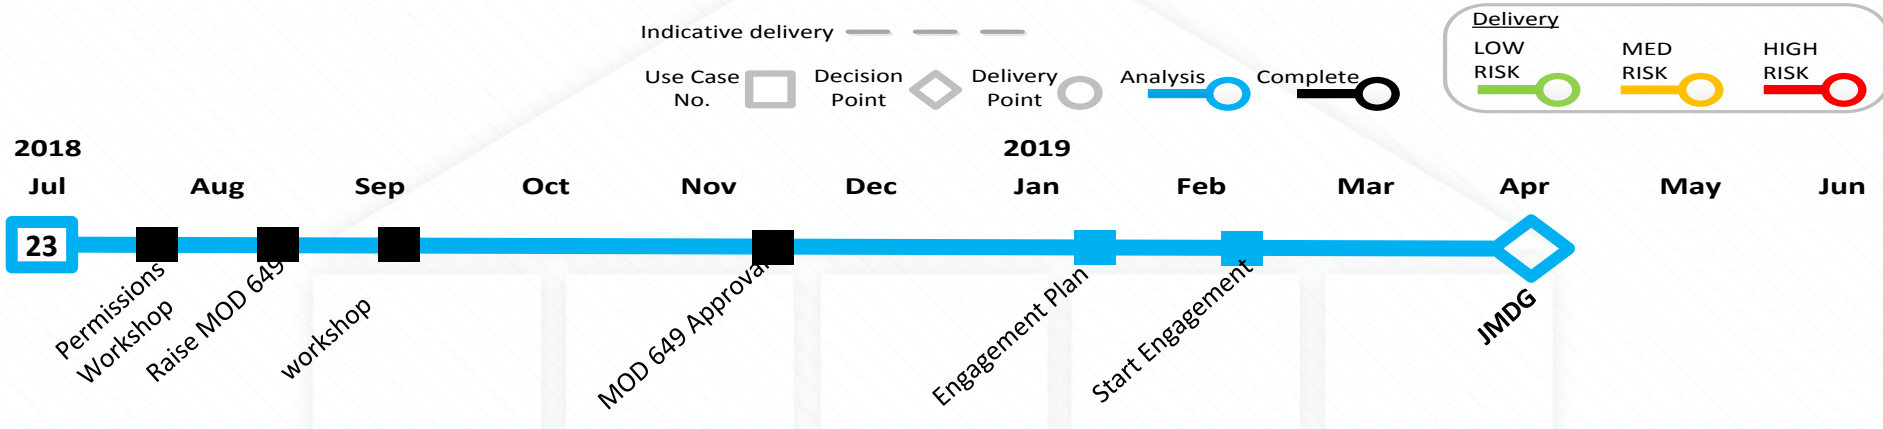 Indicative delivery
Use Case
No.
Decision
Point
Delivery
Point
Analysis
Complete
Delivery
LOW
RISK
MED
RISK
HIGH
RISK
2018
2019
Jul Aug Sep Oct Nov Dec Jan Feb Mar Apr May Jun
23
Permissions
Workshop
Raise MOD 649
workshop
MOD 649 Approval
Engagement Plan
Start Engagement
JMDG